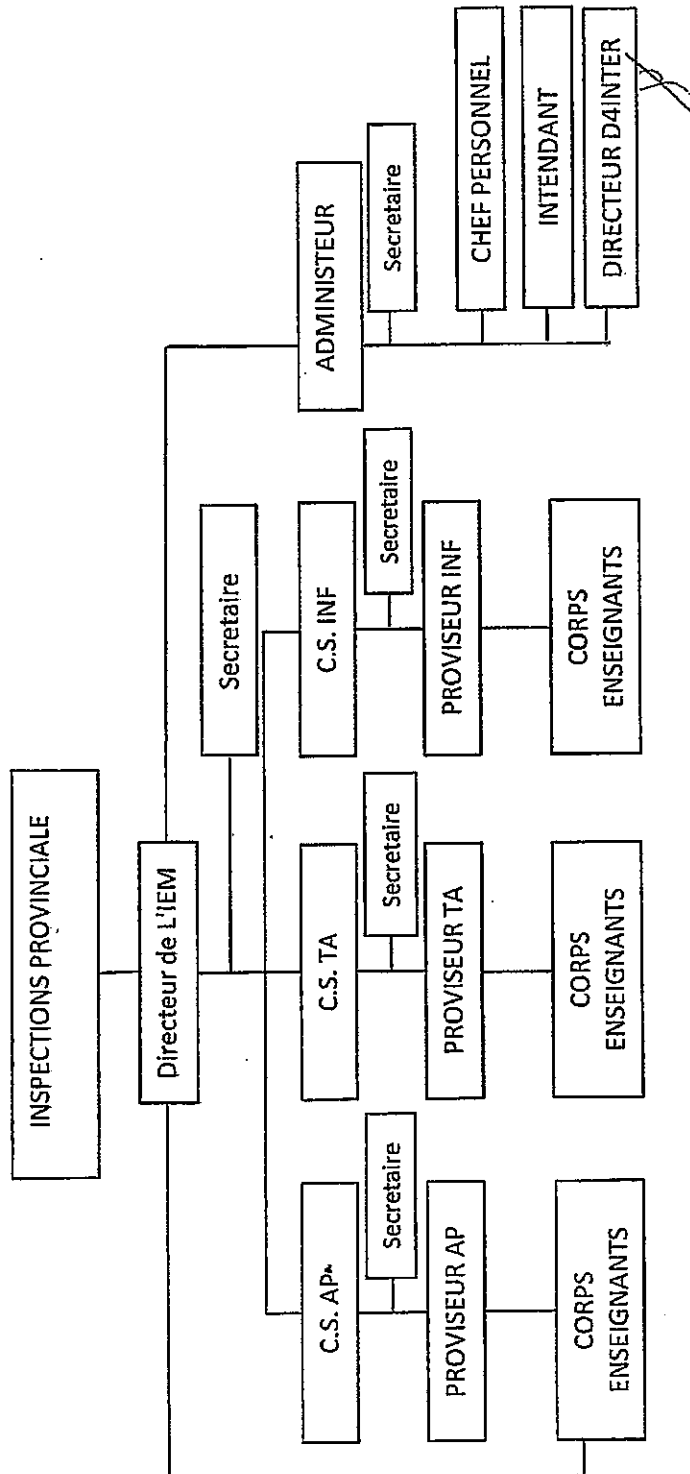 INSPECTIONS PROVINCIALE
Directeur de L'IEM
Secretaire
C.S. AP
C.S. TA
C.S. INF
ADMINISTEUR
Secretaire
Secretaire
Secretaire
Secretaire
PROVISEUR AP
PROVISEUR TA
PROVISEUR INF
CHEF PERSONNEL
INTENDANT
DIRECTEUR D4INTER
CORPS
ENSEIGNANTS
CORPS
ENSEIGNANTS
CORPS
ENSEIGNANTS